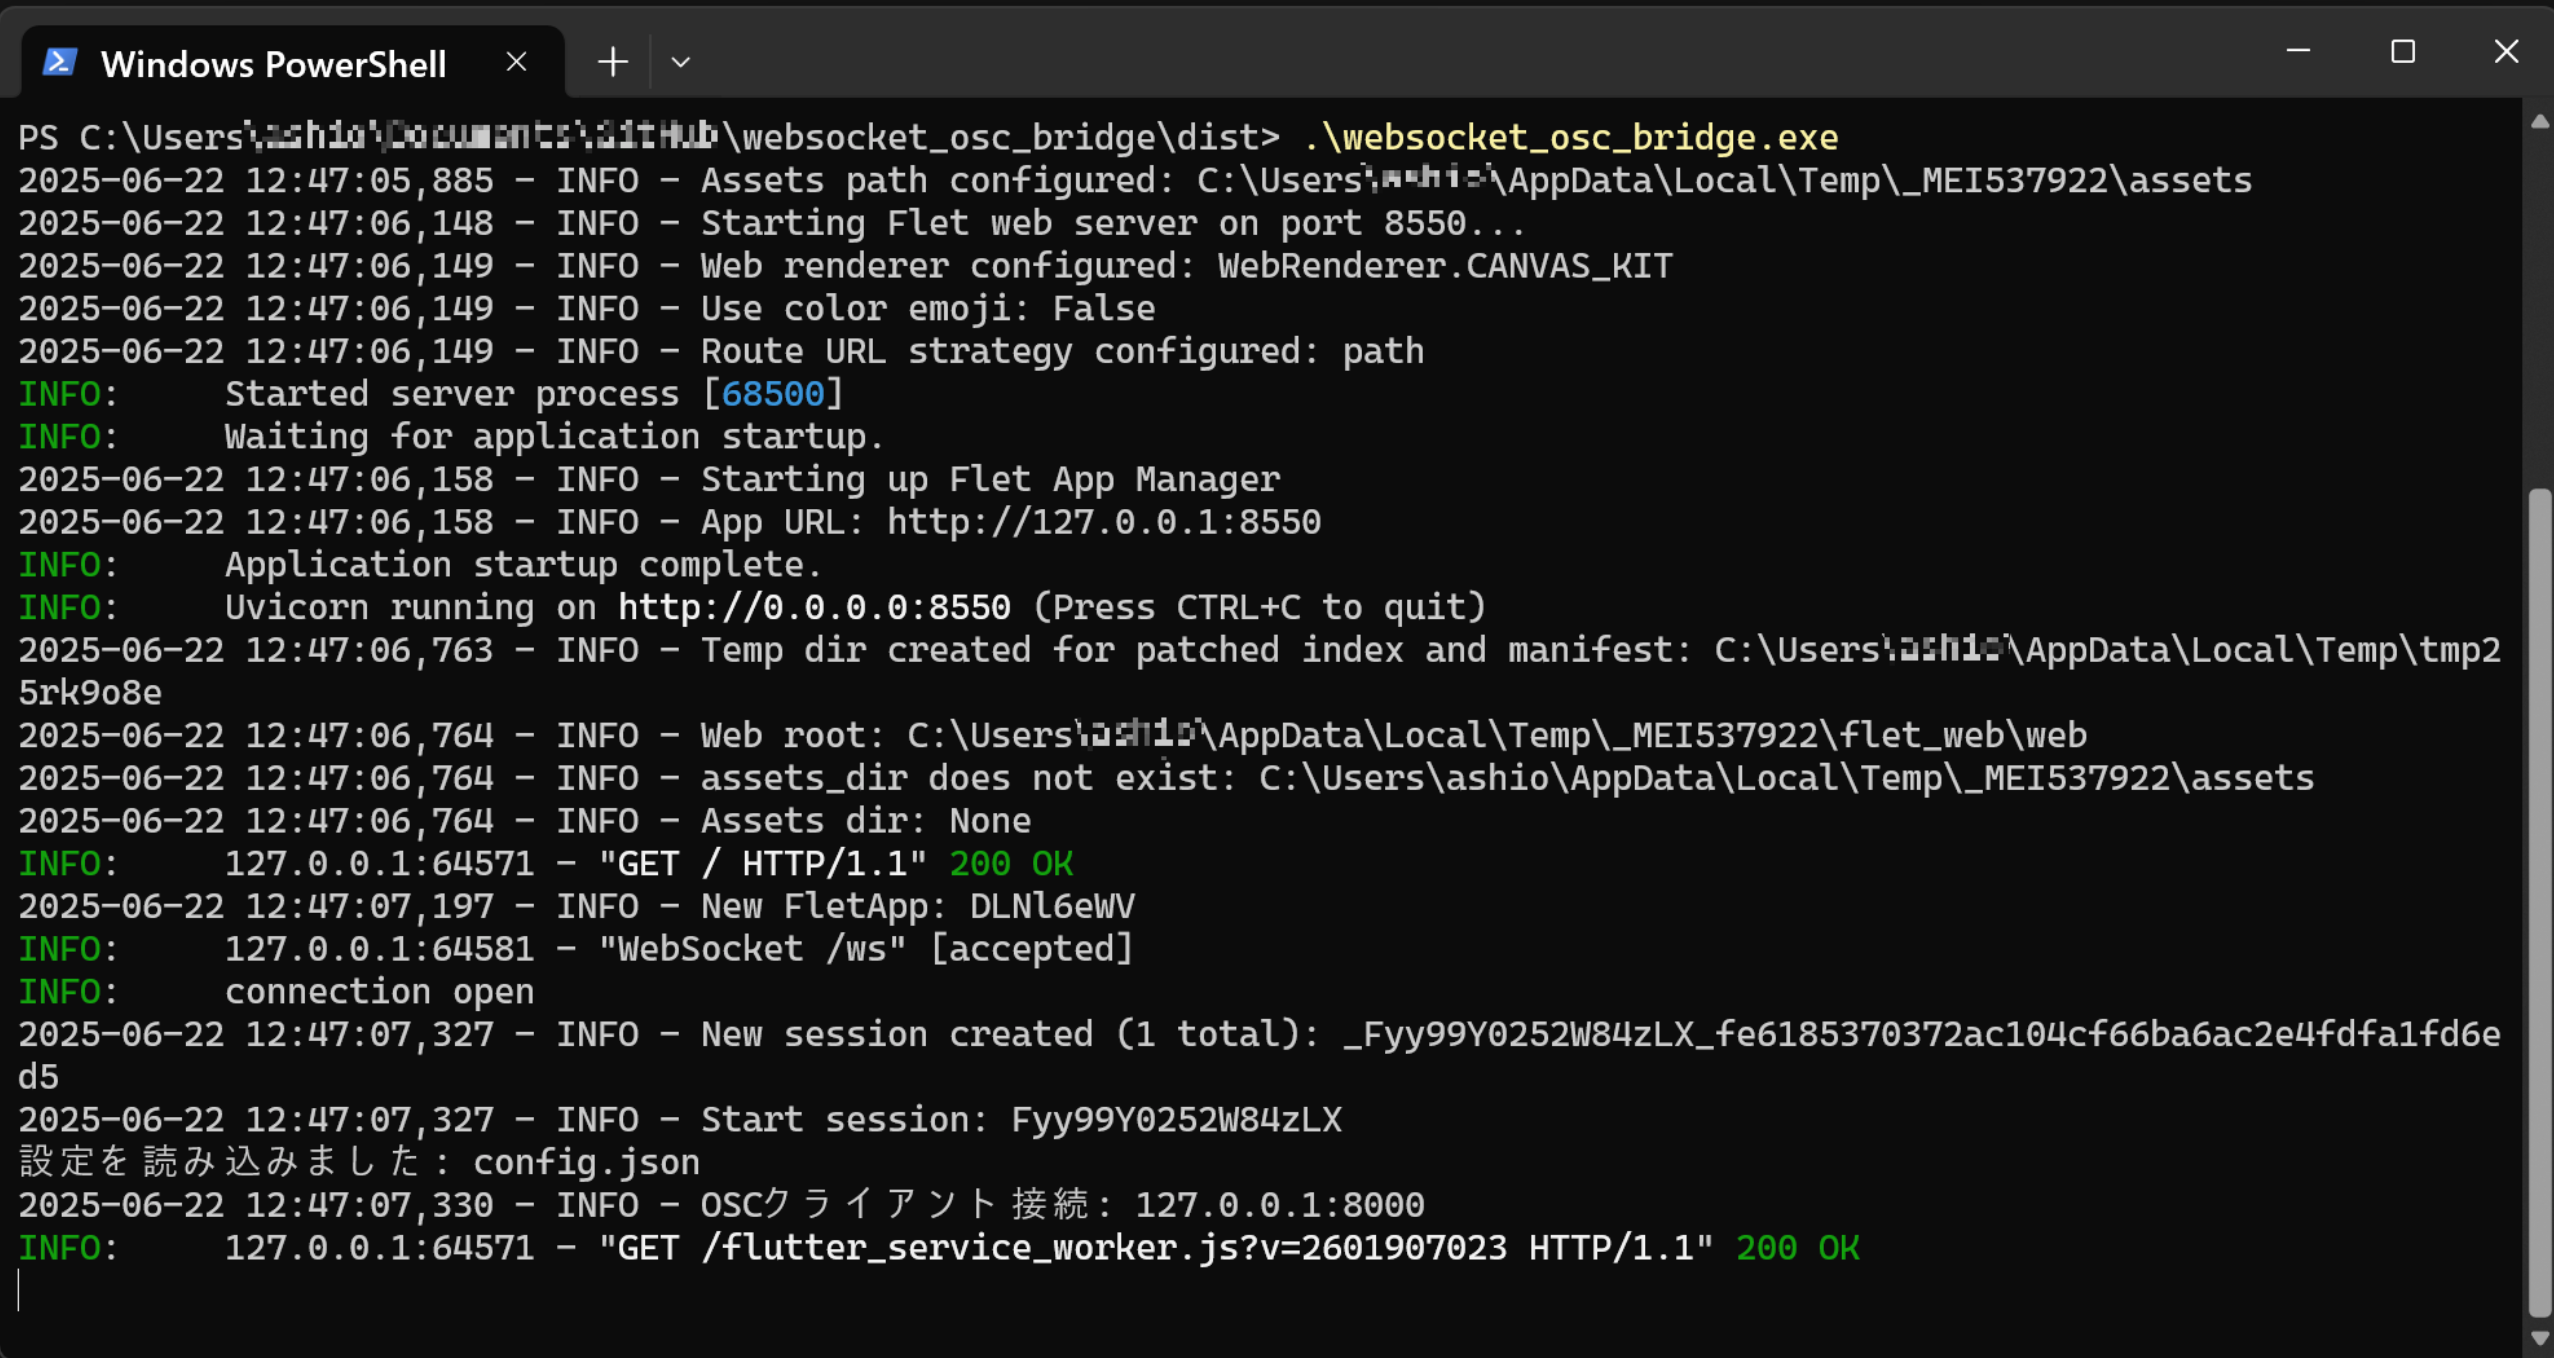 Windows PowerShell
PS C:\Users\websocket_osc_bridge\dist> .\websocket_osc_bridge.exe
2025-06-22 12:47:05,885 - INFO - Assets path configured: C:\Users\AppData\Local\Temp\_MEI537922\assets
2025-06-22 12:47:06,148 - INFO - Starting Flet web server on port 8550...
2025-06-22 12:47:06,149 - INFO - Web renderer configured: WebRenderer.CANVAS_KIT
2025-06-22 12:47:06,149 - INFO - Use color emoji: False
2025-06-22 12:47:06,149 - INFO - Route URL strategy configured: path
INFO:     Started server process [68500]
INFO:     Waiting for application startup.
2025-06-22 12:47:06,158 - INFO - Starting up Flet App Manager
2025-06-22 12:47:06,158 - INFO - App URL: http://127.0.0.1:8550
INFO:     Application startup complete.
INFO:     Uvicorn running on http://0.0.0.0:8550 (Press CTRL+C to quit)
2025-06-22 12:47:06,763 - INFO - Temp dir created for patched index and manifest: C:\Users\AppData\Local\Temp\tmp2
5rk9o8e
2025-06-22 12:47:06,764 - INFO - Web root: C:\Users\AppData\Local\Temp\_MEI537922\flet_web\web
2025-06-22 12:47:06,764 - INFO - assets_dir does not exist: C:\Users\ashio\AppData\Local\Temp\_MEI537922\assets
2025-06-22 12:47:06,764 - INFO - Assets dir: None
INFO:     127.0.0.1:64571 - "GET / HTTP/1.1" 200 OK
2025-06-22 12:47:07,197 - INFO - New FletApp: DLNl6eWV
INFO:     127.0.0.1:64581 - "WebSocket /ws" [accepted]
INFO:     connection open
2025-06-22 12:47:07,327 - INFO - New session created (1 total): _Fyy99Y0252W84zLX_fe6185370372ac104cf66ba6ac2e4fdfa1fd6e
d5
2025-06-22 12:47:07,327 - INFO - Start session: Fyy99Y0252W84zLX
設定を読み込みました: config.json
2025-06-22 12:47:07,330 - INFO - OSCクライアント接続: 127.0.0.1:8000
INFO:     127.0.0.1:64571 - "GET /flutter_service_worker.js?v=2601907023 HTTP/1.1" 200 OK